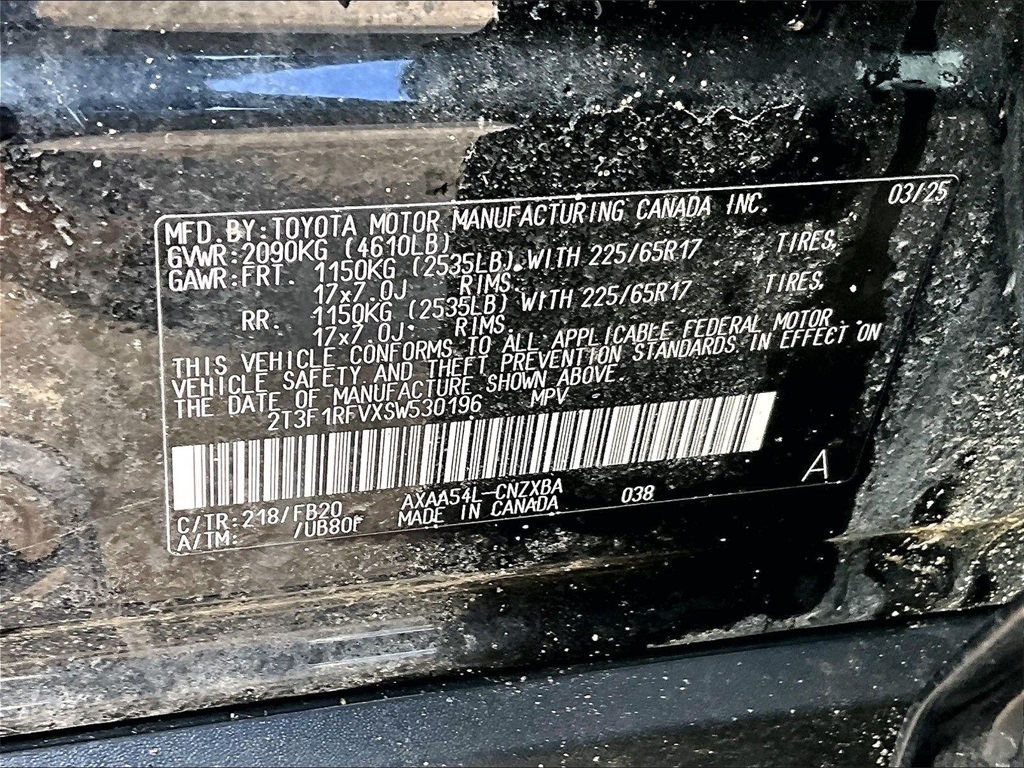 MFD. BY: TOYOTA MOTOR MANUFACTURING CANADA INC. 03/25
GVWR: 2090KG (4610LB)
GAWR: FRT. 1150KG (2535LB) WITH 225/65R17 TIRES,
17x7.0J RIMS.
RR. 1150KG (2535LB) WITH 225/65R17 TIRES,
17x7.0J RIMS.
THIS VEHICLE CONFORMS TO ALL APPLICABLE FEDERAL MOTOR
VEHICLE SAFETY AND THEFT PREVENTION STANDARDS IN EFFECT ON
THE DATE OF MANUFACTURE SHOWN ABOVE.
2T3F1RFVXSW530196 MPV
A
AXAA54L-CNZXBA 038
C/TR: 218/FB20 MADE IN CANADA
A/TM: /UB80F